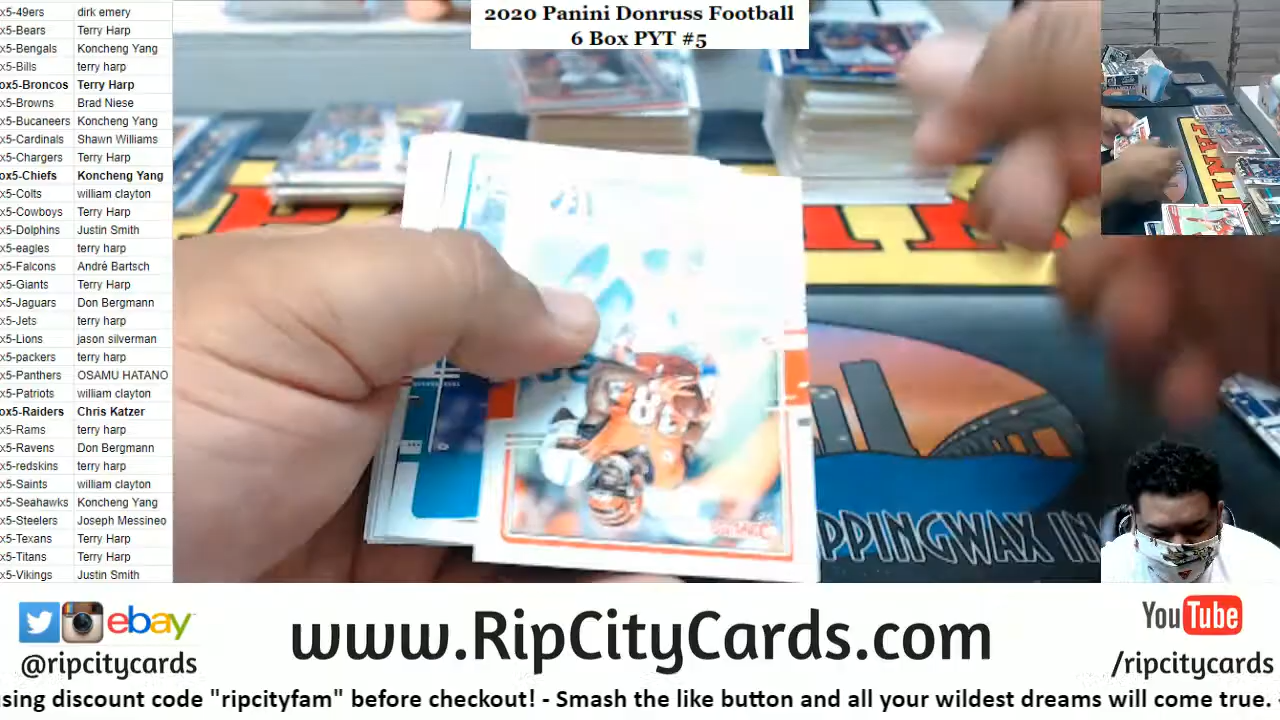 2020 Panini Donruss Football
6 Box PYT #5
x5-49ers dirk emery
x5-Bears Terry Harp
x5-Bengals Koncheng Yang
x5-Bills terry harp
ox5-Broncos Terry Harp
x5-Browns Brad Niese
x5-Bucaneers Koncheng Yang
x5-Cardinals Shawn Williams
x5-Chargers Terry Harp
ox5-Chiefs Koncheng Yang
x5-Colts william clayton
x5-Cowboys Terry Harp
x5-Dolphins Justin Smith
x5-eagles terry harp
x5-Falcons André Bartsch
x5-Giants Terry Harp
x5-Jaguars Don Bergmann
x5-Jets terry harp
x5-Lions jason silverman
x5-packers terry harp
x5-Panthers OSAMU HATANO
x5-Patriots william clayton
ox5-Raiders Chris Katzer
x5-Rams terry harp
x5-Ravens Don Bergmann
x5-redskins terry harp
x5-Saints william clayton
x5-Seahawks Koncheng Yang
x5-Steelers Joseph Messineo
x5-Texans Terry Harp
x5-Titans Terry Harp
x5-Vikings Justin Smith
PPINGWAX IN
ebay
@ripcitycards
www.RipCityCards.com
YouTube
/ripcitycards
using discount code "ripcityfam" before checkout! - Smash the like button and all your wildest dreams will come true.